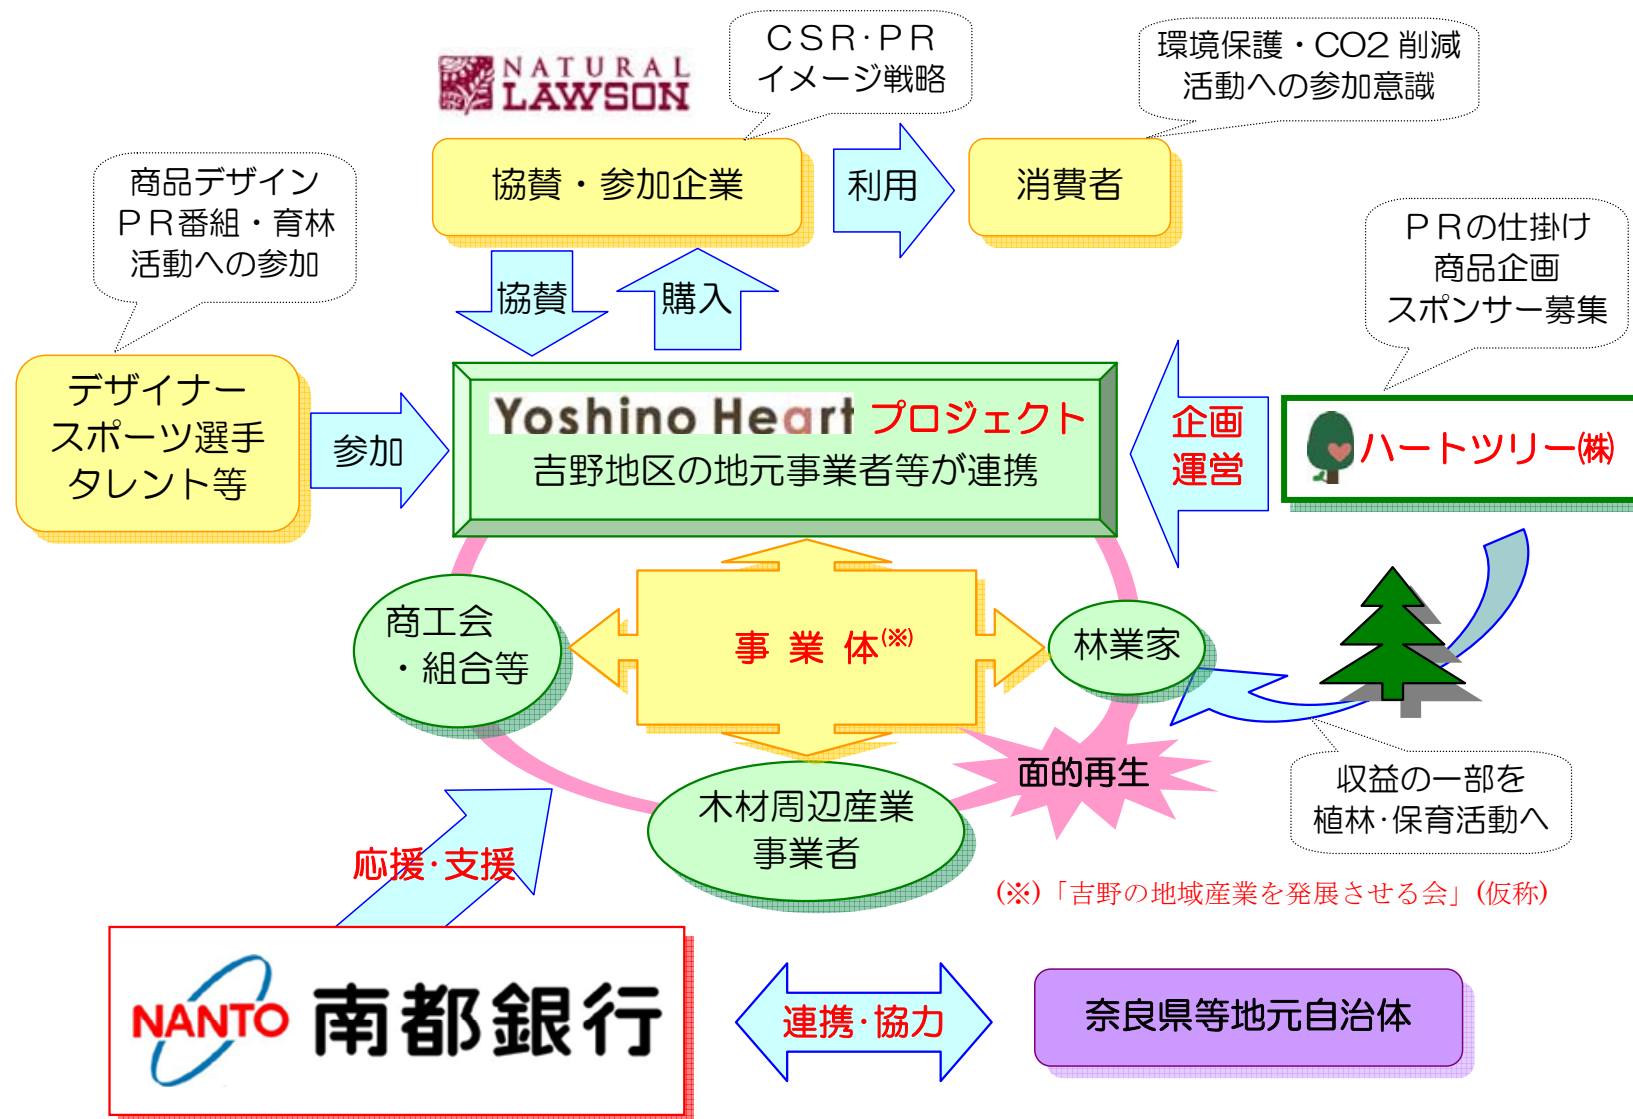 NATURAL
LAWSON
CSR・PR
イメージ戦略
環境保護・CO2 削減
活動への参加意識
協賛・参加企業
利用
消費者
商品デザイン
PR番組・育林
活動への参加
PRの仕掛け
商品企画
スポンサー募集
協賛
購入
デザイナー
スポーツ選手
タレント等
参加
Yoshino Heart プロジェクト
吉野地区の地元事業者等が連携
企画
運営
ハートツリー㈱
商工会
・組合等
事 業 体(※)
林業家
面的再生
木材周辺産業
事業者
収益の一部を
植林・保育活動へ
応援・支援
(※)「吉野の地域産業を発展させる会」(仮称)
NANTO 南都銀行
連携・協力
奈良県等地元自治体